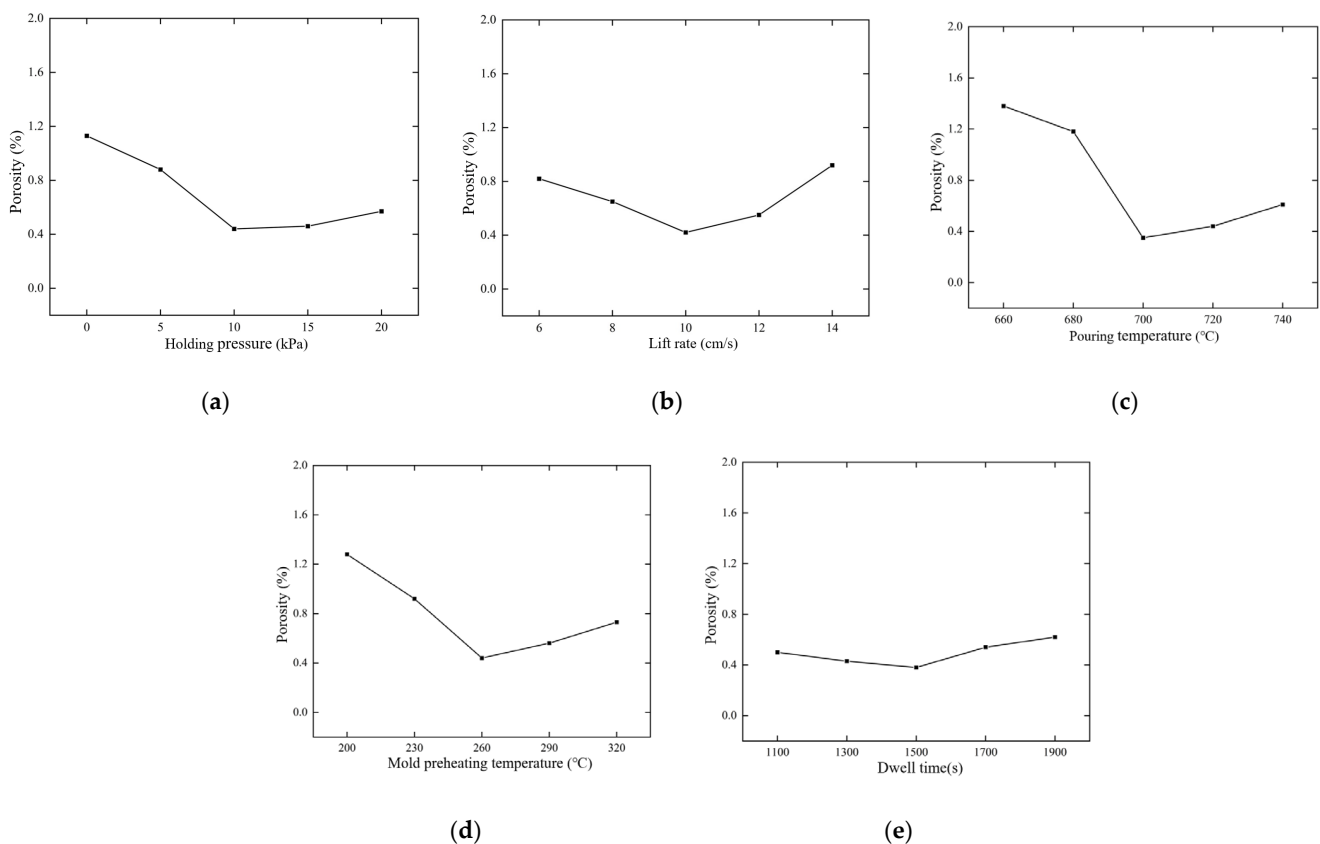 2.0
1.6
1.2
0.8
0.4
0.0
Porosity (%)
0 5 10 15 20
Holding pressure (kPa)
(a)
2.0
1.6
1.2
0.8
0.4
0.0
Porosity (%)
6 8 10 12 14
Lift rate (cm/s)
(b)
2.0
1.6
1.2
0.8
0.4
0.0
Porosity (%)
660 680 700 720 740
Pouring temperature (℃)
(c)
2.0
1.6
1.2
0.8
0.4
0.0
Porosity (%)
200 230 260 290 320
Mold preheating temperature (℃)
(d)
2.0
1.6
1.2
0.8
0.4
0.0
Porosity (%)
1100 1300 1500 1700 1900
Dwell time(s)
(e)